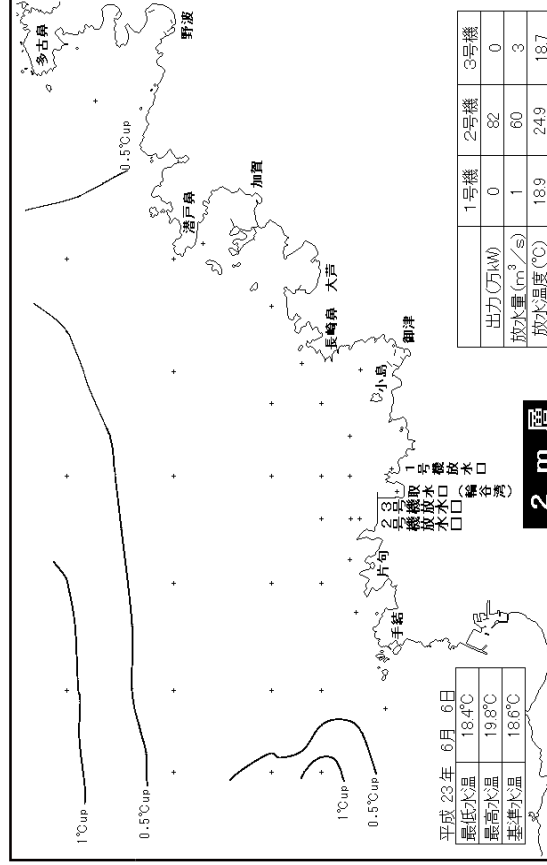 1℃up
0.5℃up
0.5℃up
1℃up
0.5℃up
多古鼻
野波
潜戸鼻
加賀
大芦
長崎鼻
御津
小島
1号機放水口
取水口
(輪谷湾)
3号機放水口
2号機放水口
片句
手結
平成 23年 6月 6日
最低水温 18.4℃
最高水温 19.8℃
基準水温 18.6℃
2 m 層
1号機 2号機 3号機
出力(万kW) 0 82 0
放水量(m³/s) 1 60 3
放水温度(℃) 18.9 24.9 18.7